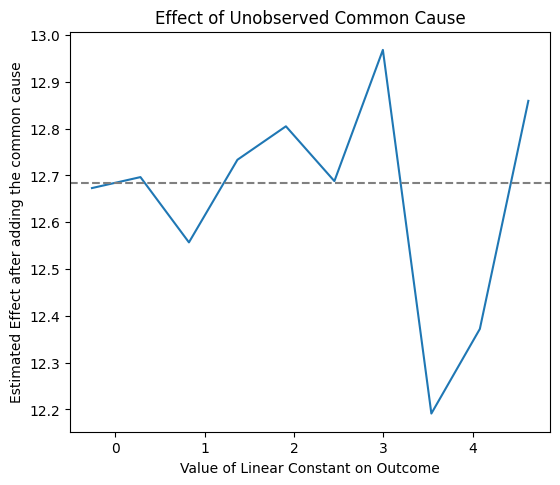 Effect of Unobserved Common Cause
Estimated Effect after adding the common cause
13.0
12.9
12.8
12.7
12.6
12.5
12.4
12.3
12.2
0 1 2 3 4
Value of Linear Constant on Outcome